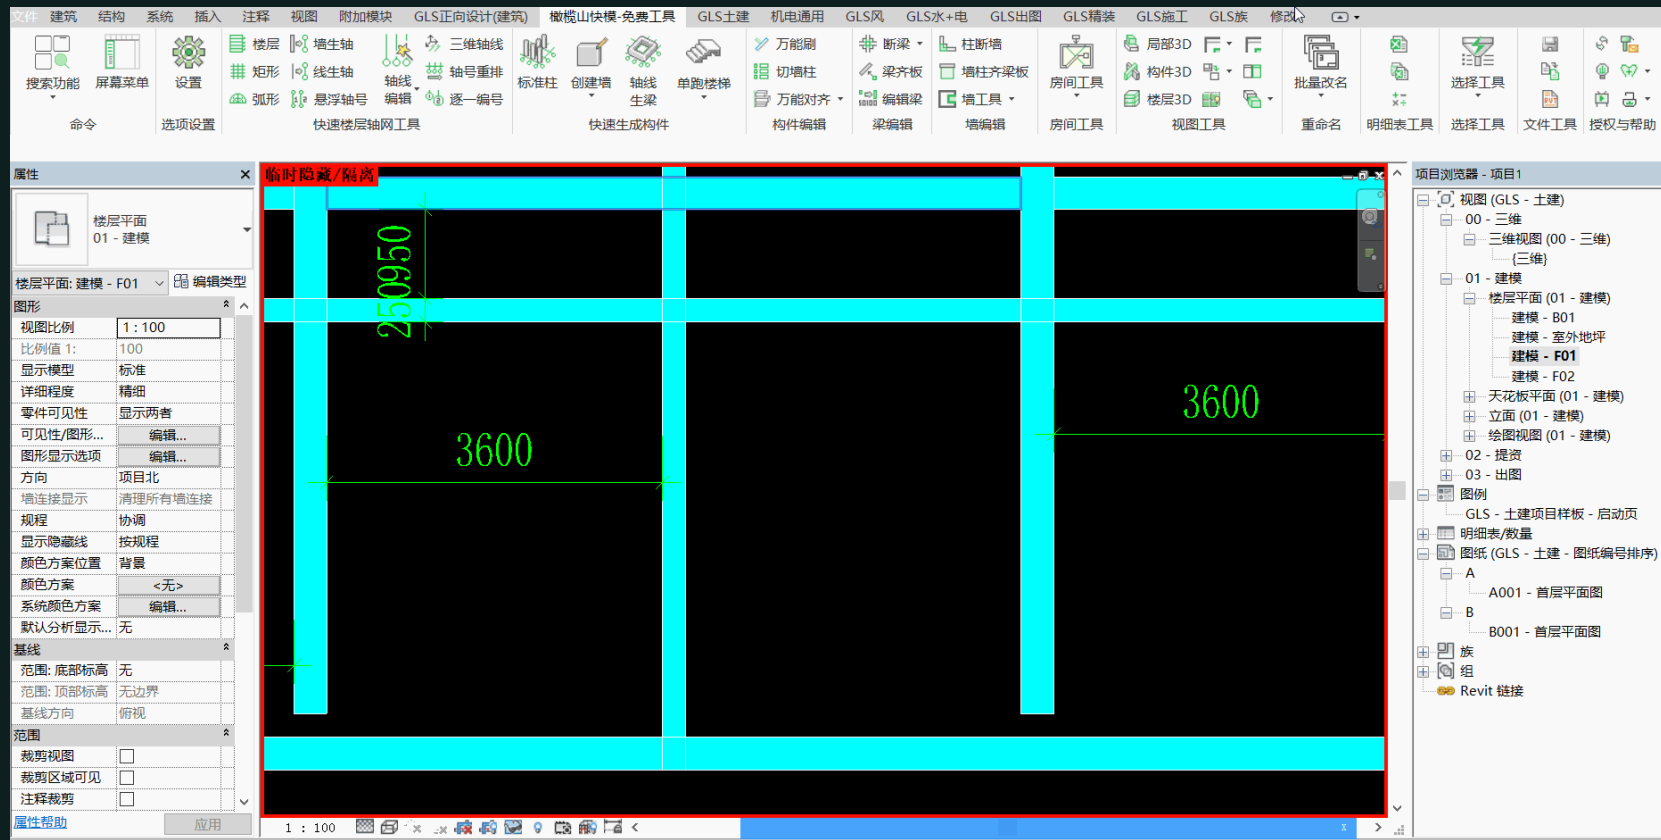 文件 建筑 结构 系统 插入 注释 视图 附加模块 GLS正向设计(建筑) 橄榄山快模-免费工具 GLS土建 机电通用 GLS风 GLS水+电 GLS出图 GLS精装 GLS施工 GLS族 修改
搜索功能 屏幕菜单
命令
设置
选项设置
楼层 墙生轴
矩形 线生轴
弧形 悬浮轴号
轴线
编辑
三维轴线
轴号重排
逐一编号
快速楼层轴网工具
标准柱 创建墙 轴线
生梁 单跑楼梯
快速生成构件
万能刷
切墙柱
万能对齐
构件编辑
断梁
梁齐板
编辑梁
梁编辑
柱断墙
墙柱齐梁板
墙工具
墙编辑
房间工具
房间工具
局部3D
构件3D
楼层3D
视图工具
批量改名
重命名
明细表工具
选择工具
选择工具
文件工具
授权与帮助
属性
楼层平面
01 - 建模
楼层平面: 建模 - F01 编辑类型
图形
视图比例 1 : 100
比例值 1: 100
显示模型 标准
详细程度 精细
零件可见性 显示两者
可见性/图形... 编辑...
图形显示选项 编辑...
方向 项目北
墙连接显示 清理所有墙连接
规程 协调
显示隐藏线 按规程
颜色方案位置 背景
颜色方案 <无>
系统颜色方案 编辑...
默认分析显示... 无
基线
范围: 底部标高 无
范围: 顶部标高 无边界
基线方向 俯视
范围
裁剪视图
裁剪区域可见
注释裁剪
属性帮助 应用
临时隐藏/隔离
950
250
3600
3600
1 : 100
项目浏览器 - 项目1
视图 (GLS - 土建)
00 - 三维
三维视图 (00 - 三维)
{三维}
01 - 建模
楼层平面 (01 - 建模)
建模 - B01
建模 - 室外地坪
建模 - F01
建模 - F02
天花板平面 (01 - 建模)
立面 (01 - 建模)
绘图视图 (01 - 建模)
02 - 提资
03 - 出图
图例
GLS - 土建项目样板 - 启动页
明细表/数量
图纸 (GLS - 土建 - 图纸编号排序)
A
A001 - 首层平面图
B
B001 - 首层平面图
族
组
Revit 链接